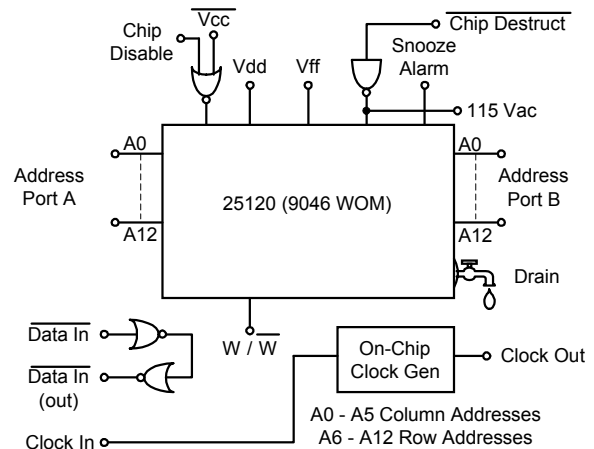 Vcc
Chip Destruct
Chip
Disable
Snooze
Alarm
Vdd
Vff
115 Vac
A0
A0
Address
Port A
25120 (9046 WOM)
Address
Port B
A12
A12
Drain
Data In
W / W
On-Chip
Clock Gen
Clock Out
Data In
(out)
A0 - A5 Column Addresses
A6 - A12 Row Addresses
Clock In